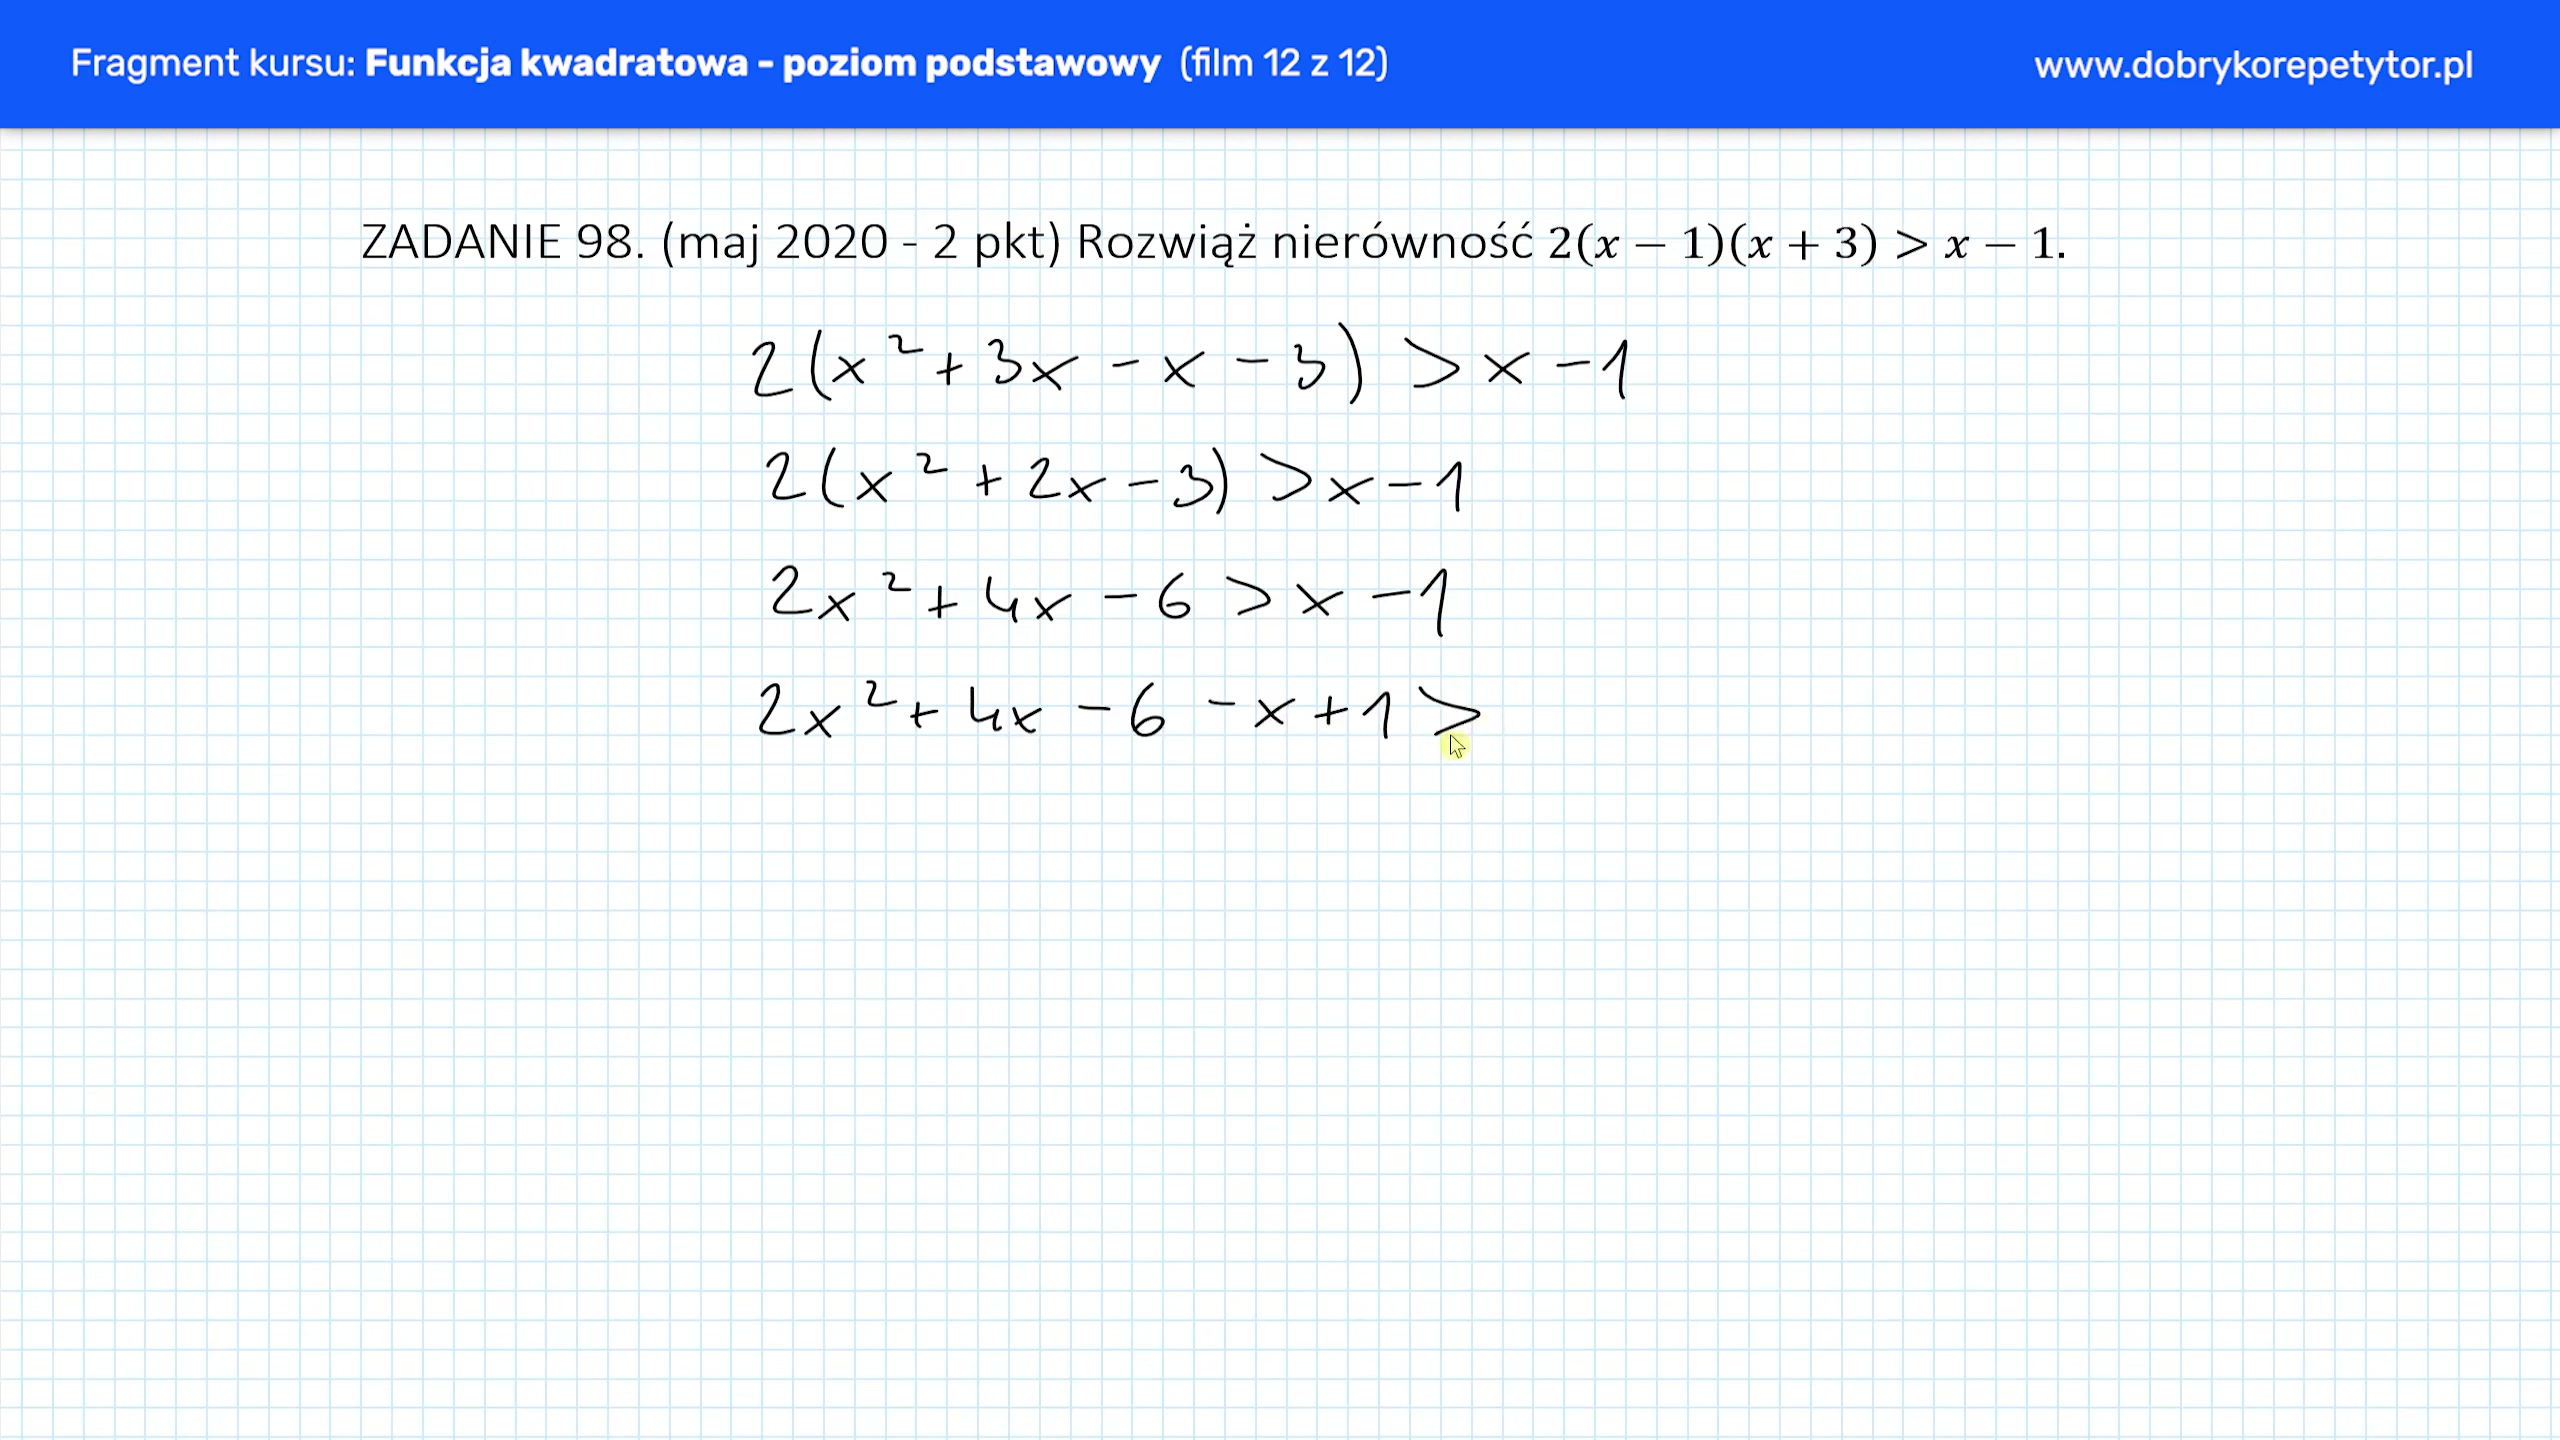 Fragment kursu: Funkcja kwadratowa - poziom podstawowy (film 12 z 12)
www.dobrykorepetytor.pl
ZADANIE 98. (maj 2020 - 2 pkt) Rozwiąż nierówność 2(x − 1)(x + 3) > x − 1.
2(x² + 3x - x - 3) > x - 1
2(x² + 2x - 3) > x - 1
2x² + 4x - 6 > x - 1
2x² + 4x - 6 - x + 1 >